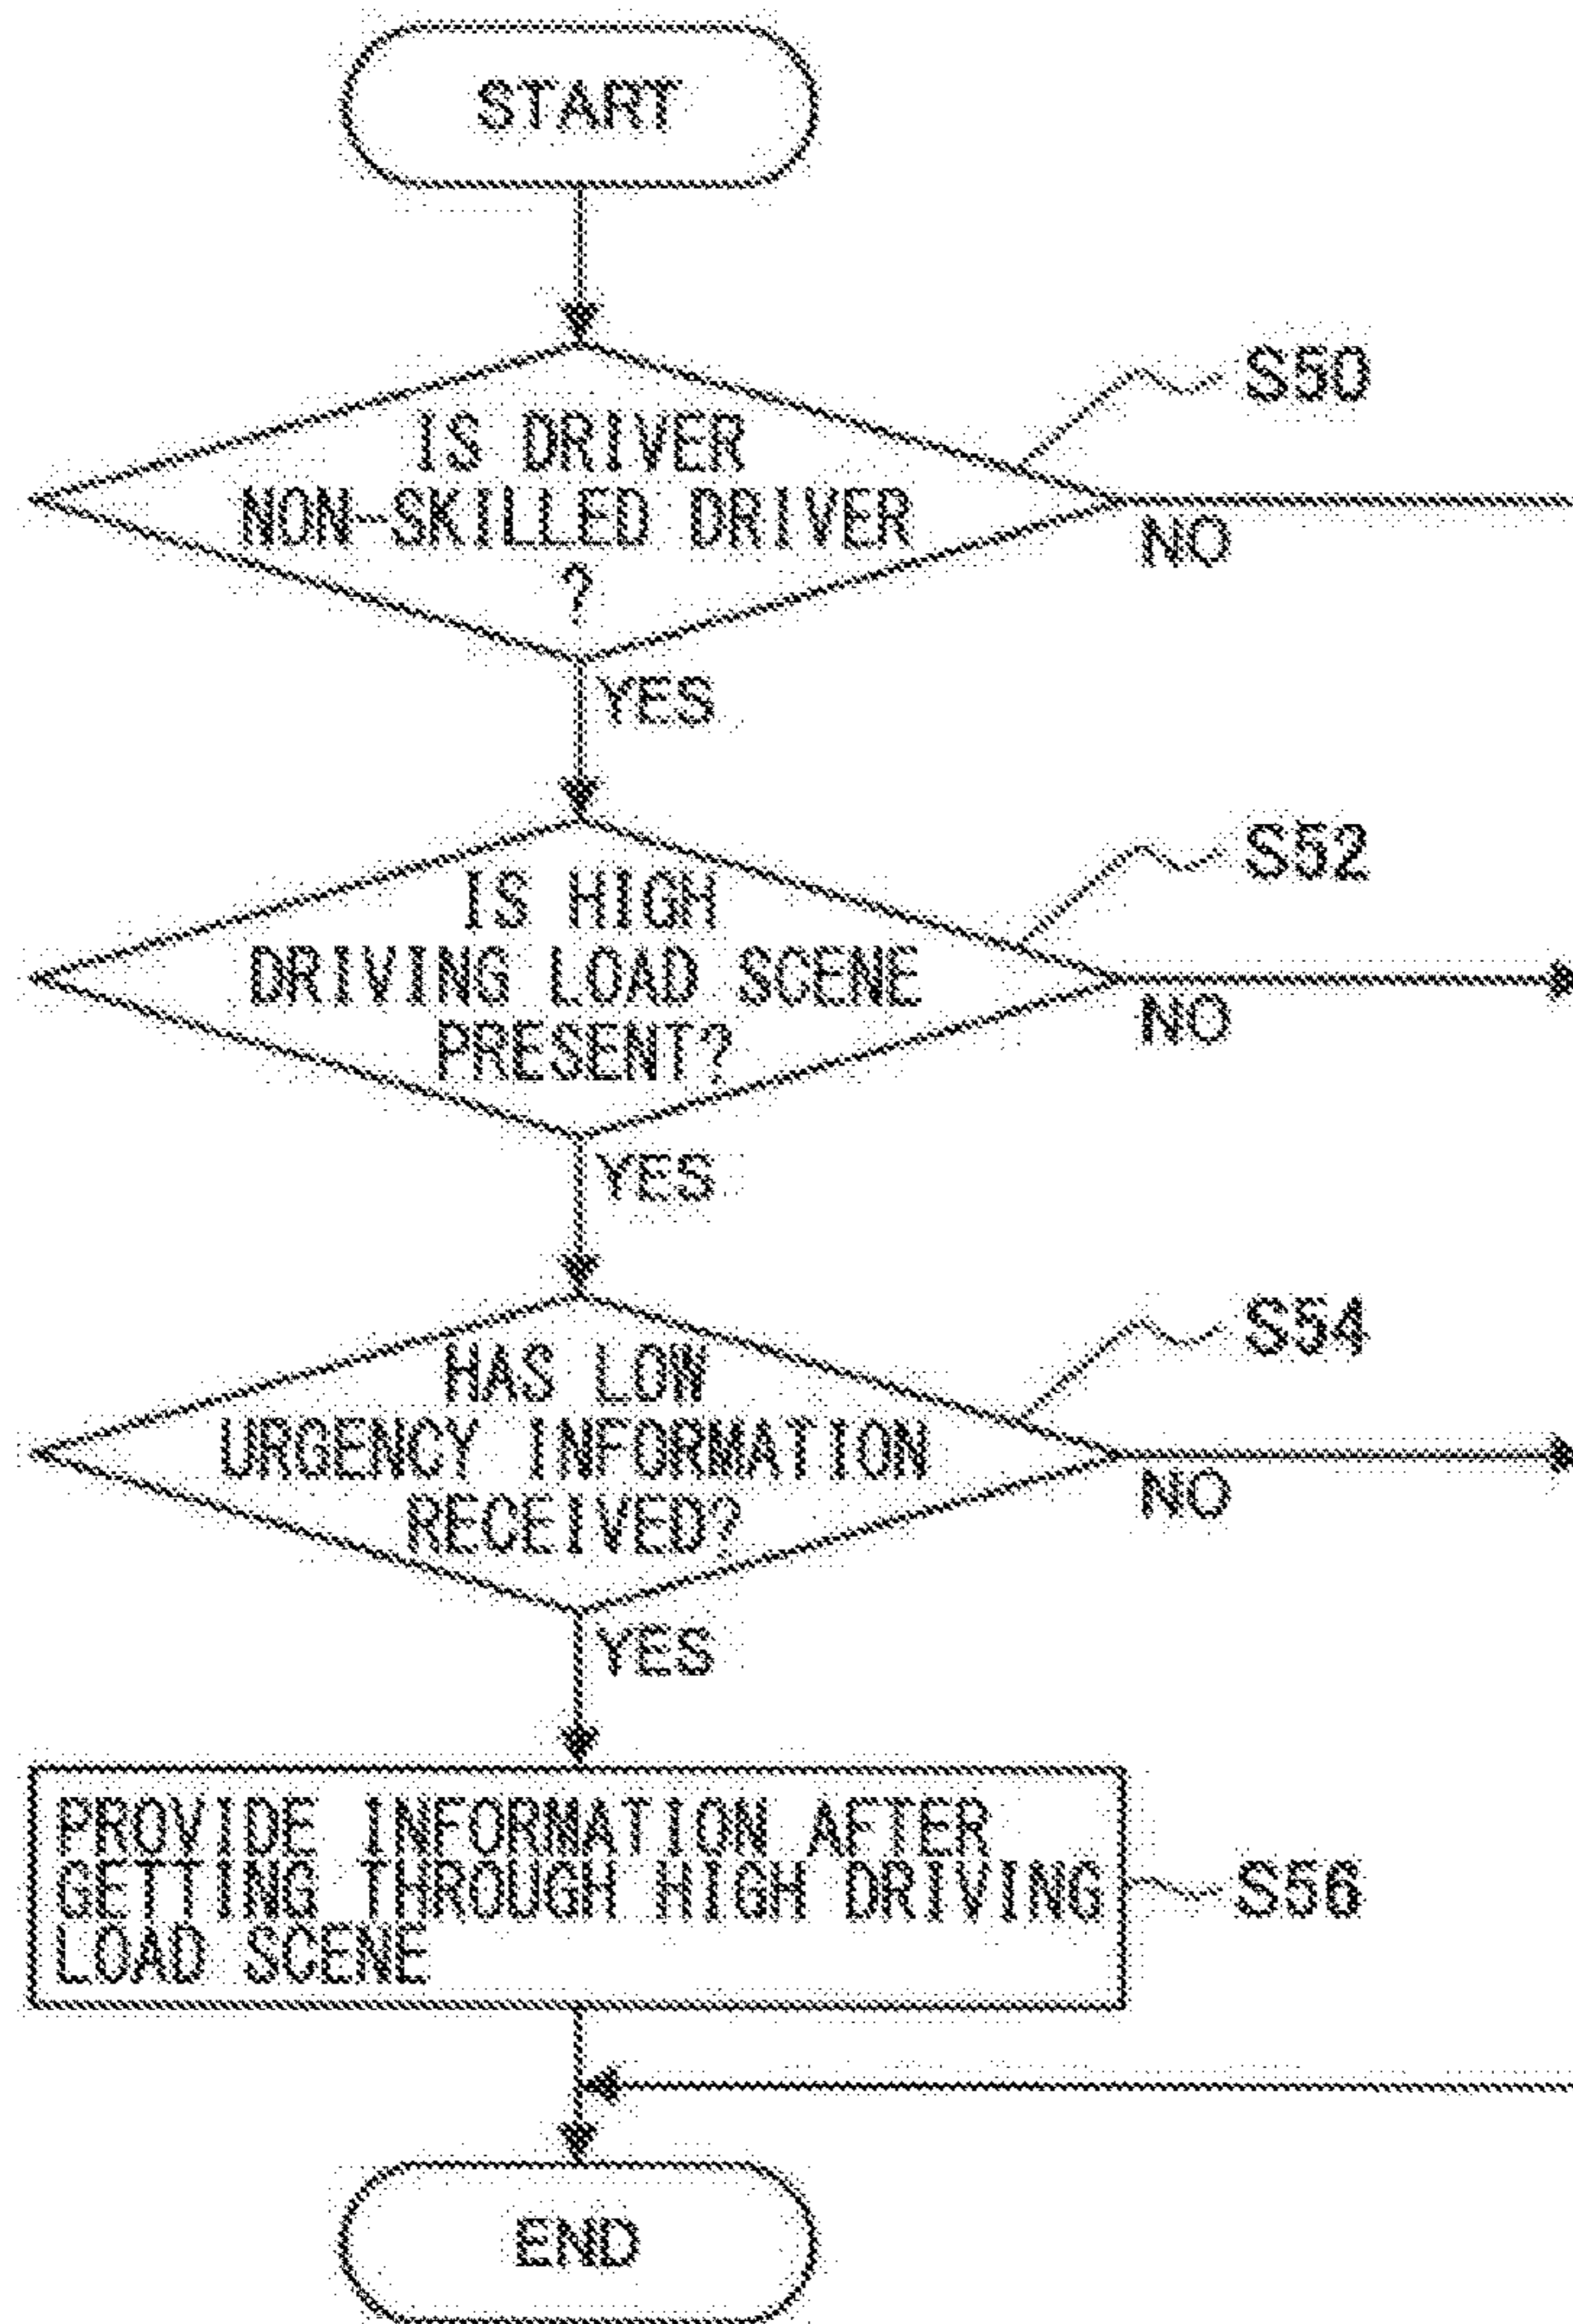 START
S50
IS DRIVER
NON-SKILLED DRIVER
?
NO
YES
S52
IS HIGH
DRIVING LOAD SCENE
PRESENT?
NO
YES
S54
HAS LOW
URGENCY INFORMATION
RECEIVED?
NO
YES
PROVIDE INFORMATION AFTER
GETTING THROUGH HIGH DRIVING
LOAD SCENE
S56
END